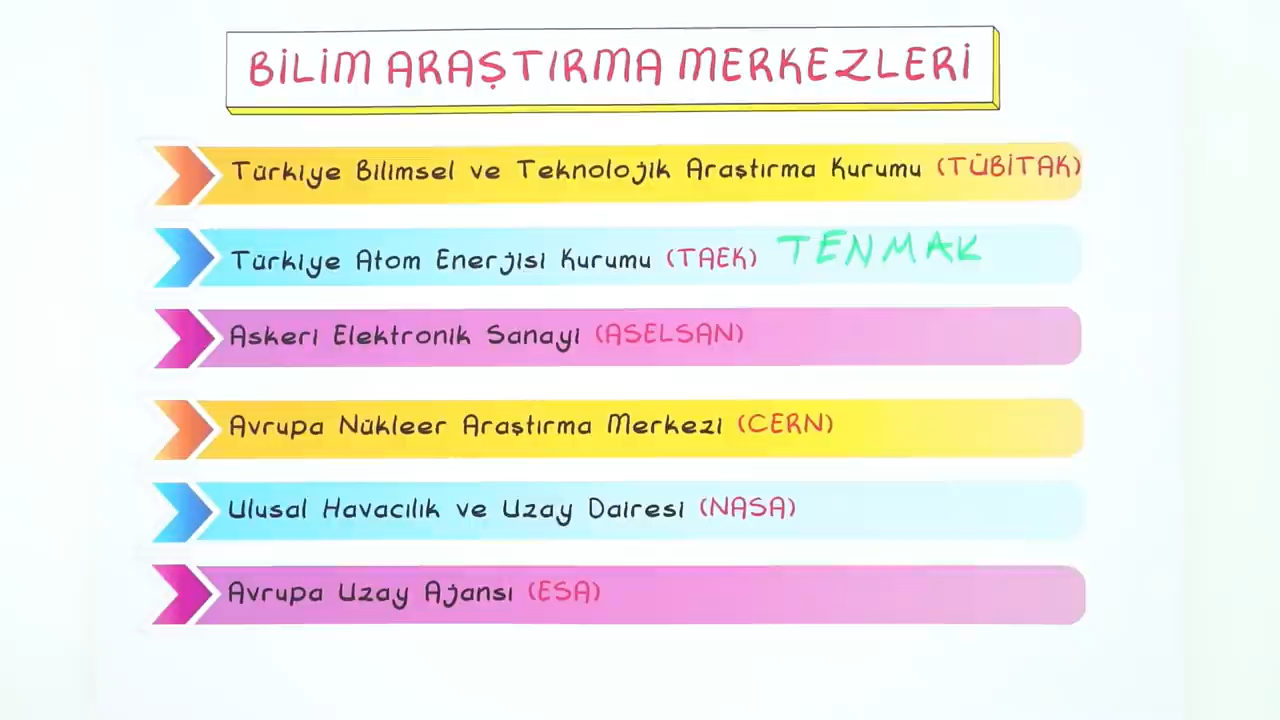 BİLİM ARAŞTIRMA MERKEZLERİ
Türkiye Bilimsel ve Teknolojik Araştırma Kurumu (TÜBİTAK)
Türkiye Atom Enerjisi Kurumu (TAEK) TENMAK
Askeri Elektronik Sanayi (ASELSAN)
Avrupa Nükleer Araştırma Merkezi (CERN)
Ulusal Havacılık ve Uzay Dairesi (NASA)
Avrupa Uzay Ajansı (ESA)